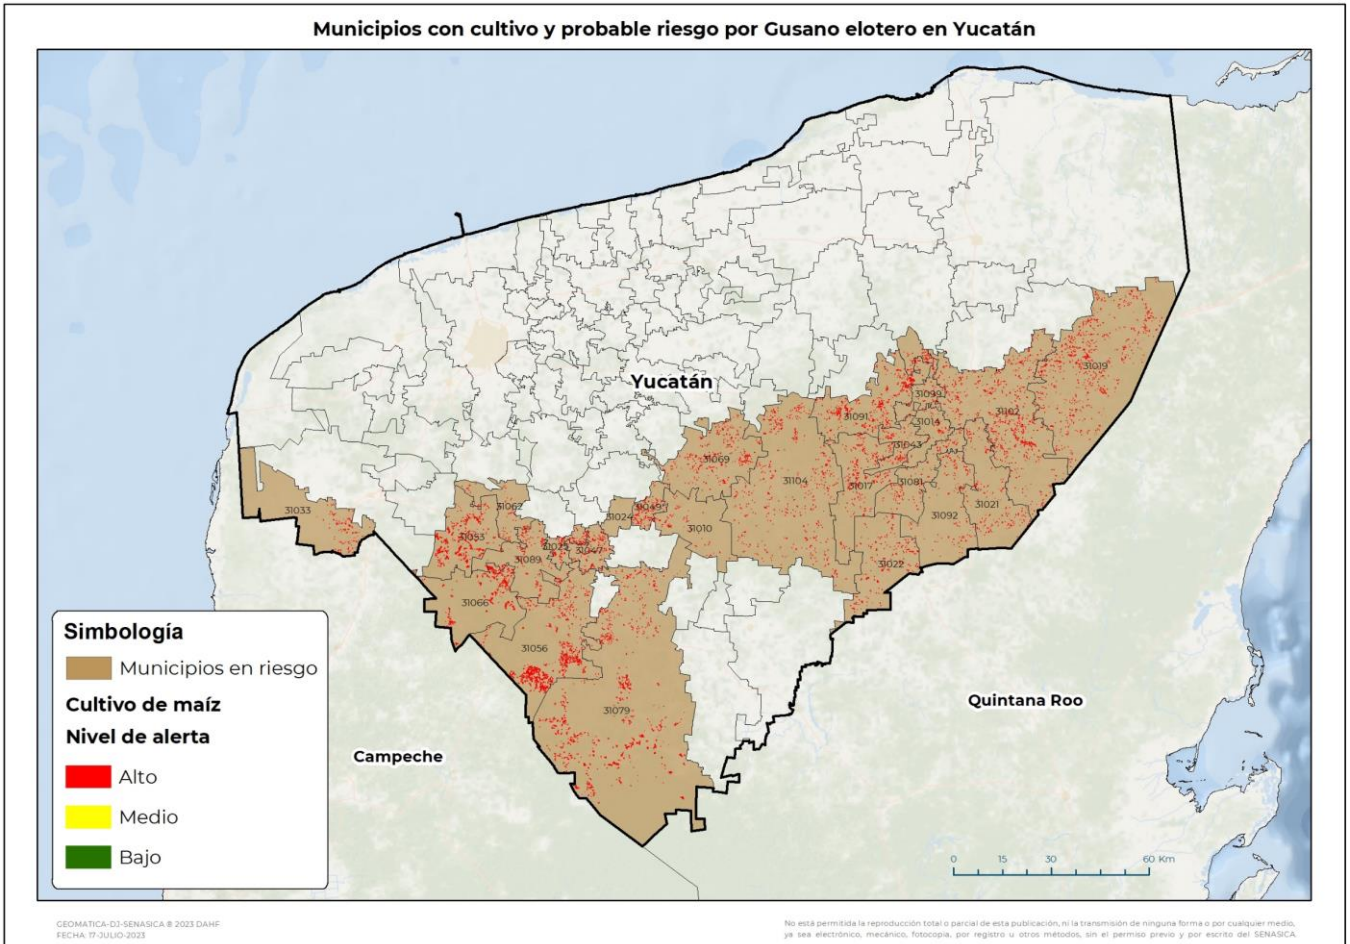 Municipios con cultivo y probable riesgo por Gusano elotero en Yucatán
Yucatán
31019
31099
31102
31091
31014
31043
31069
31104
31017
31081
31033
31062
31024
31049
31010
31092
31021
31053
31047
31089
31022
31066
31056
31079
Simbología
Municipios en riesgo
Cultivo de maíz
Nivel de alerta
Alto
Medio
Bajo
Campeche
Quintana Roo
0 15 30 60 Km
GEOMATICA-DJ-SENASICA ® 2023 DAHF
FECHA: 17-JULIO-2023
No está permitida la reproducción total o parcial de esta publicación, ni la transmisión de ninguna forma o por cualquier medio,
ya sea electrónico, mecánico, fotocopia, por registro u otros métodos, sin el permiso previo y por escrito del SENASICA.